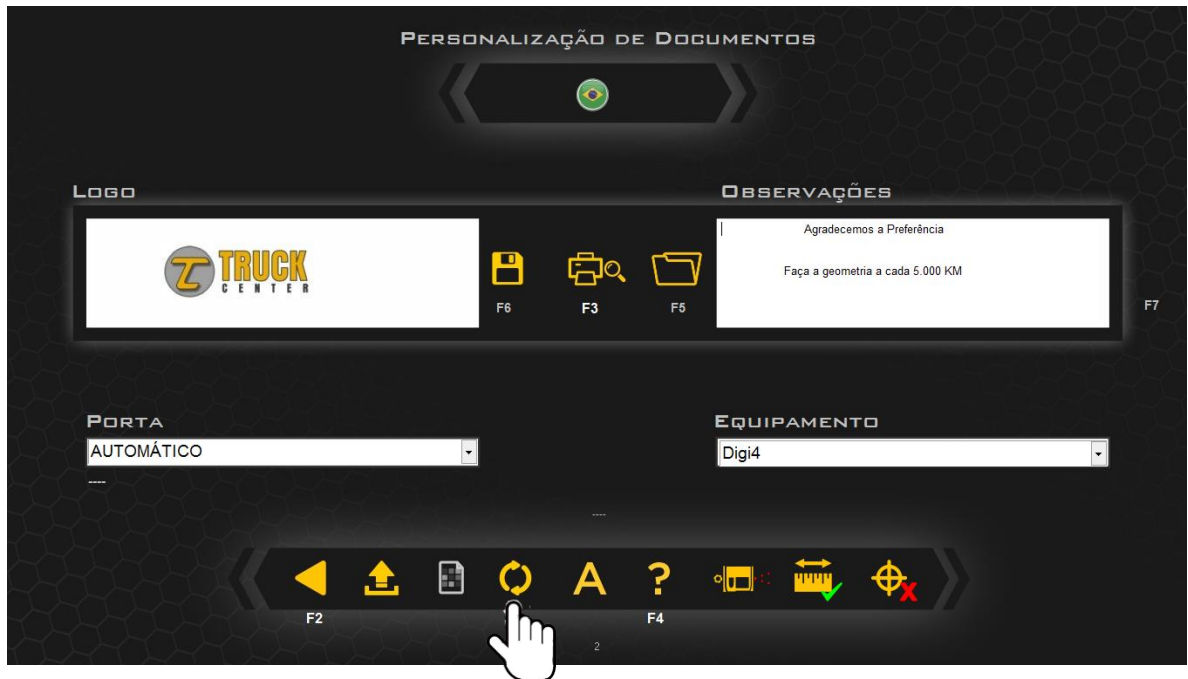 Personalização de Documentos
Logo
Observações
TRUCK
CENTER
Agradecemos a Preferência
Faça a geometria a cada 5.000 KM
F6
F3
F5
F7
Porta
Equipamento
AUTOMÁTICO
Digi4
----
----
A
?
F2
F4
2